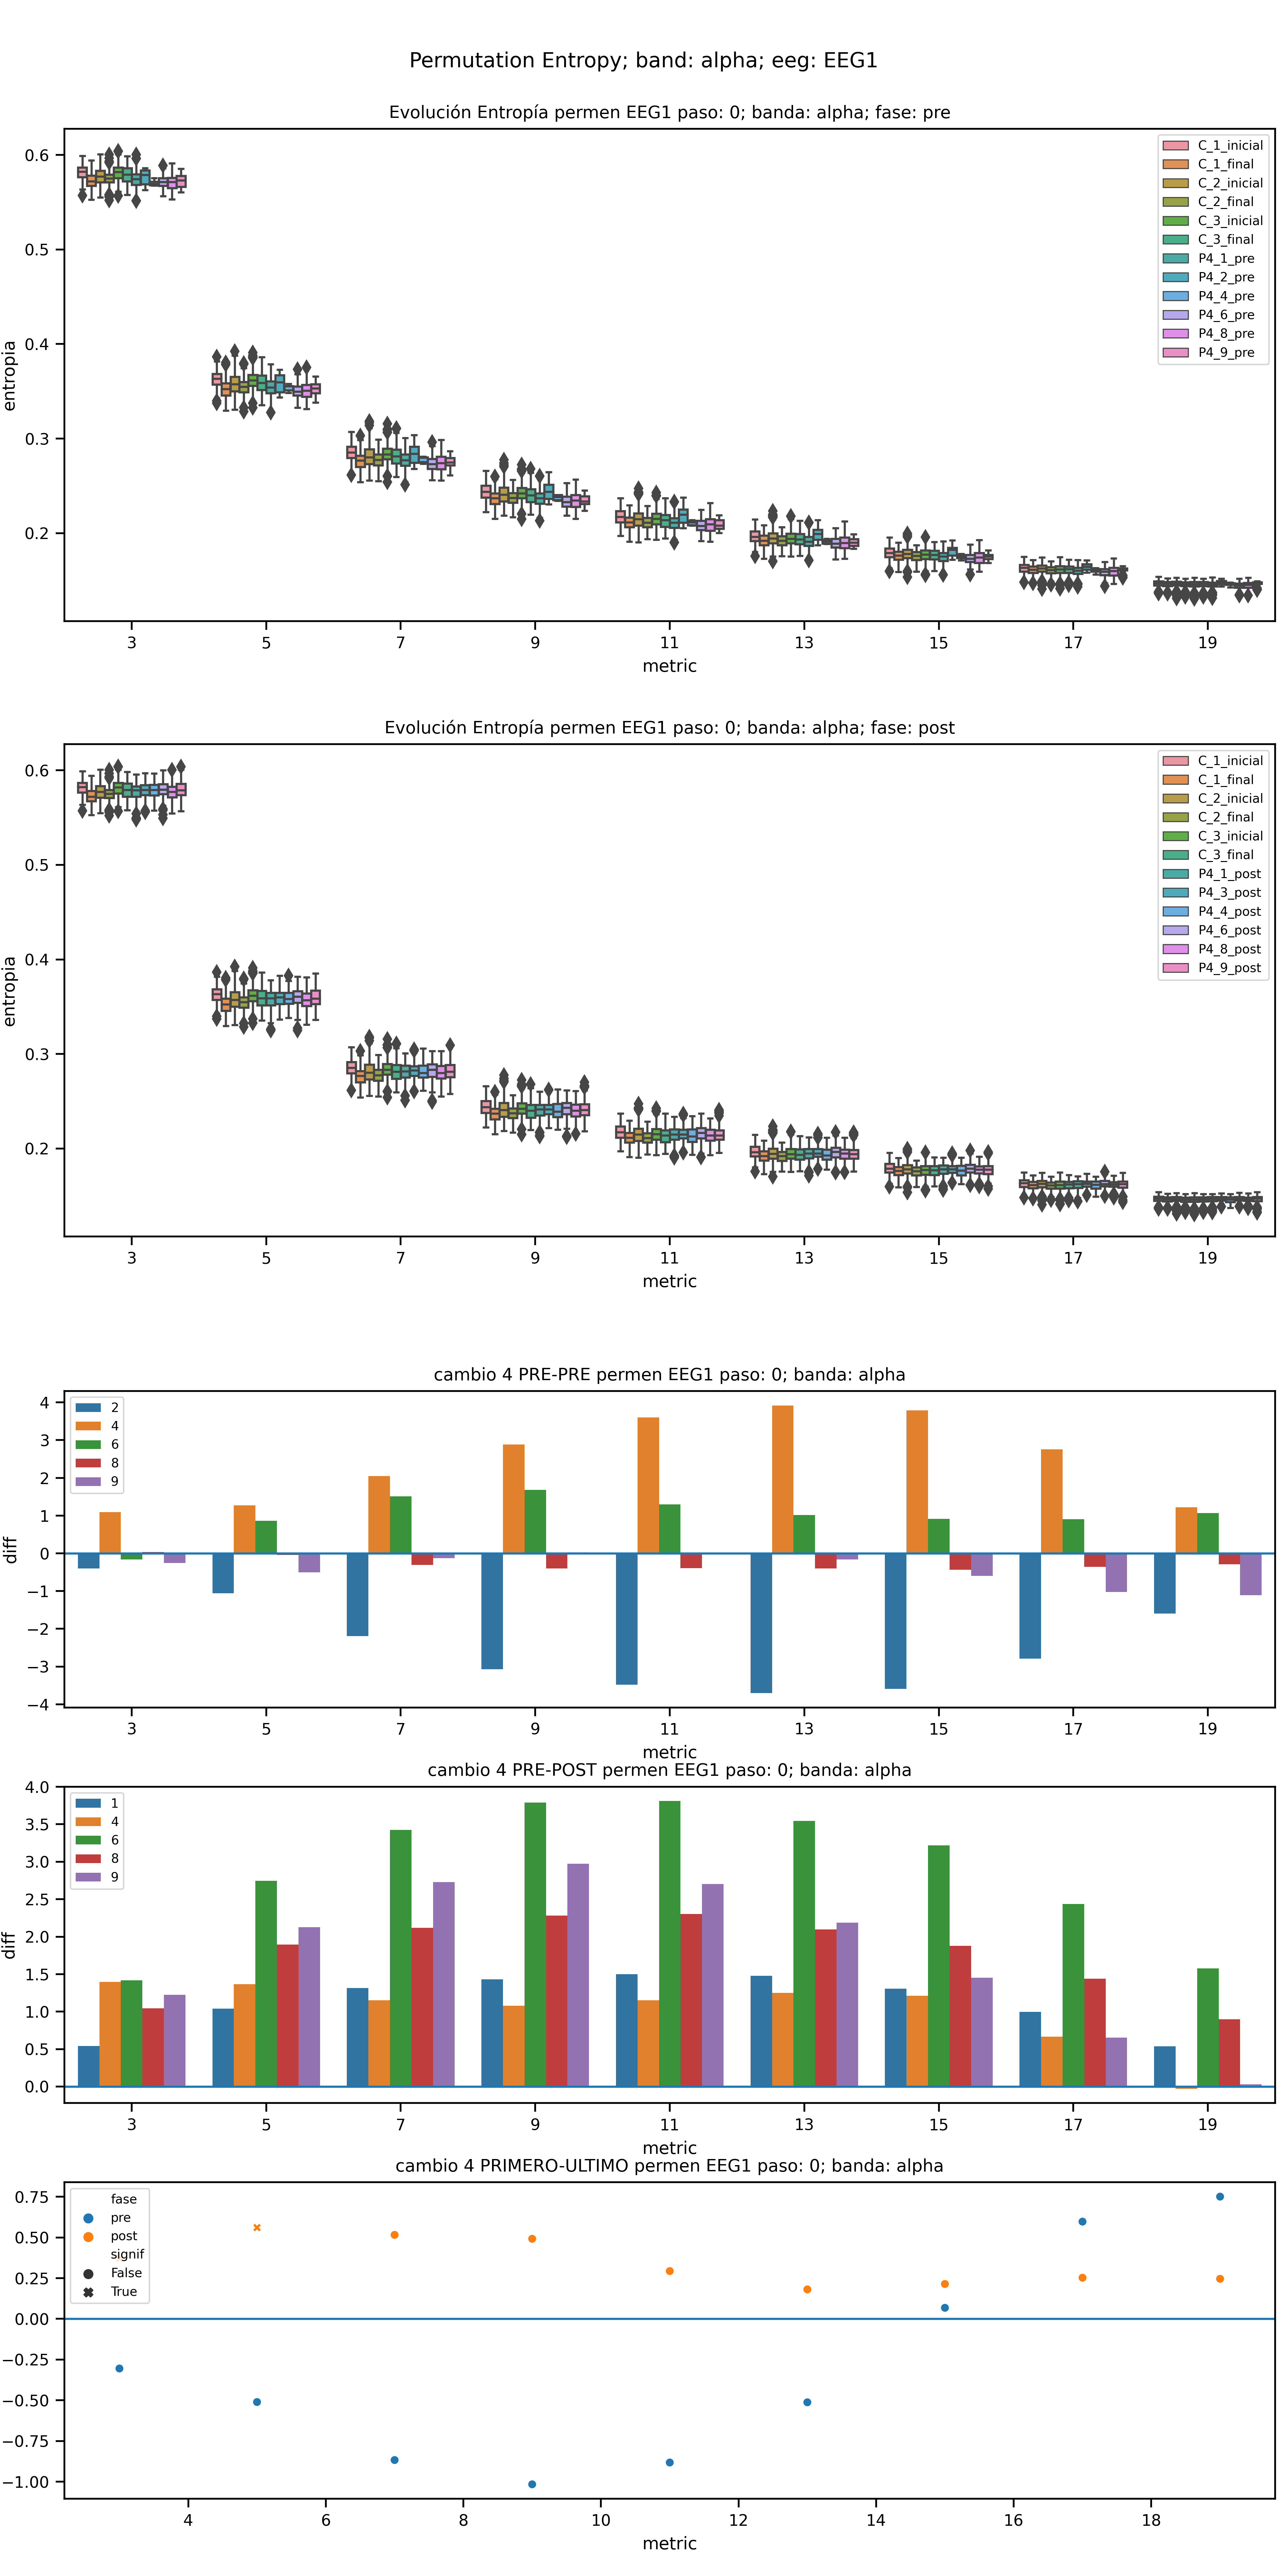 Permutation Entropy; band: alpha; eeg: EEG1
Evolución Entropía permen EEG1 paso: 0; banda: alpha; fase: pre
0.6
0.5
0.4
0.3
0.2
entropia
C_1_inicial
C_1_final
C_2_inicial
C_2_final
C_3_inicial
C_3_final
P4_1_pre
P4_2_pre
P4_4_pre
P4_6_pre
P4_8_pre
P4_9_pre
3 5 7 9 11 13 15 17 19
metric
Evolución Entropía permen EEG1 paso: 0; banda: alpha; fase: post
0.6
0.5
0.4
0.3
0.2
entropia
C_1_inicial
C_1_final
C_2_inicial
C_2_final
C_3_inicial
C_3_final
P4_1_post
P4_3_post
P4_4_post
P4_6_post
P4_8_post
P4_9_post
3 5 7 9 11 13 15 17 19
metric
cambio 4 PRE-PRE permen EEG1 paso: 0; banda: alpha
4
3
2
1
0
−1
−2
−3
−4
diff
2
4
6
8
9
3 5 7 9 11 13 15 17 19
metric
cambio 4 PRE-POST permen EEG1 paso: 0; banda: alpha
4.0
3.5
3.0
2.5
2.0
1.5
1.0
0.5
0.0
diff
1
4
6
8
9
3 5 7 9 11 13 15 17 19
metric
cambio 4 PRIMERO-ULTIMO permen EEG1 paso: 0; banda: alpha
0.75
0.50
0.25
0.00
−0.25
−0.50
−0.75
−1.00
fase
pre
post
signif
False
True
4 6 8 10 12 14 16 18
metric